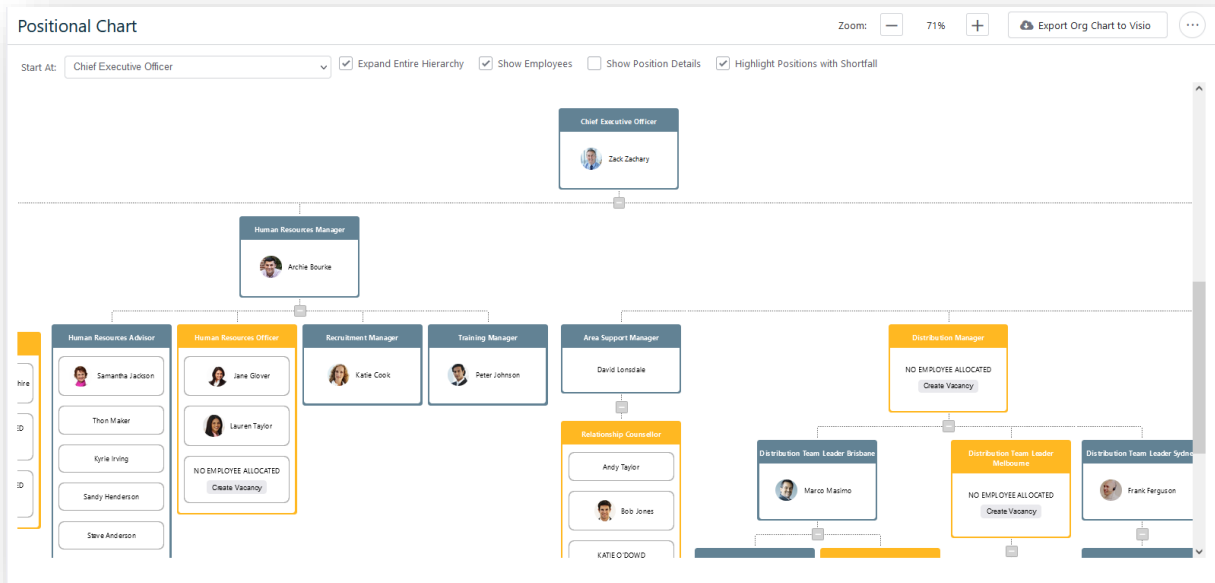 Positional Chart
Zoom: 71%
Export Org Chart to Visio
Start At: Chief Executive Officer
Expand Entire Hierarchy
Show Employees
Show Position Details
Highlight Positions with Shortfall
Chief Executive Officer
Zack Zachary
Human Resources Manager
Archie Bourke
Human Resources Advisor
Samantha Jackson
Thon Maker
Kyrie Irving
Sandy Henderson
Steve Anderson
Human Resources Officer
Jane Glover
Lauren Taylor
NO EMPLOYEE ALLOCATED
Create Vacancy
Recruitment Manager
Katie Cook
Training Manager
Peter Johnson
Area Support Manager
David Lonsdale
Relationship Counsellor
Andy Taylor
Bob Jones
KATIE O'DOWD
Distribution Manager
NO EMPLOYEE ALLOCATED
Create Vacancy
Distribution Team Leader Brisbane
Marco Masimo
Distribution Team Leader
Melbourne
NO EMPLOYEE ALLOCATED
Create Vacancy
Distribution Team Leader Sydne
Frank Ferguson